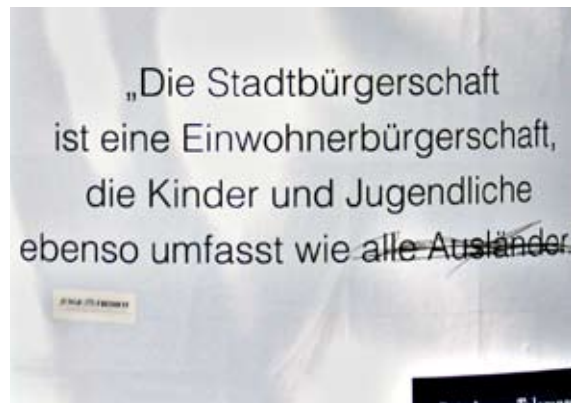 „Die Stadtbürgerschaft
ist eine Einwohnerbürgerschaft,
die Kinder und Jugendliche
ebenso umfasst wie alle Ausländer